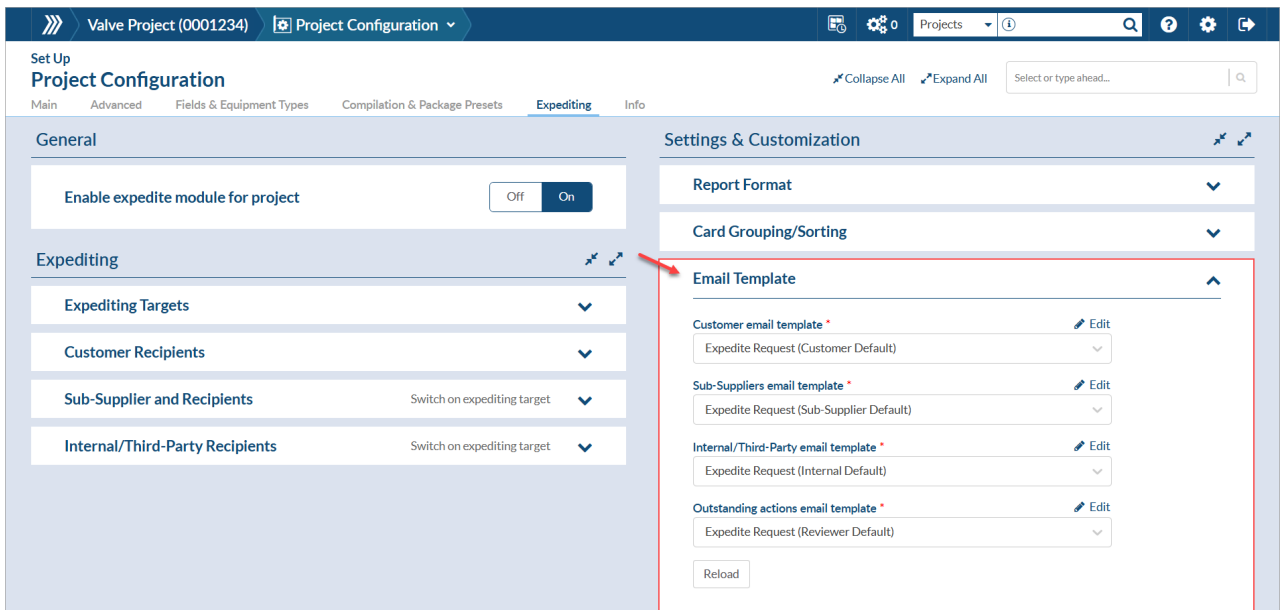 Valve Project (0001234) Project Configuration 0 Projects
Set Up
Project Configuration
Collapse All Expand All Select or type ahead...
Main Advanced Fields & Equipment Types Compilation & Package Presets Expediting Info
General
Enable expedite module for project Off On
Expediting
Expediting Targets
Customer Recipients
Sub-Supplier and Recipients Switch on expediting target
Internal/Third-Party Recipients Switch on expediting target
Settings & Customization
Report Format
Card Grouping/Sorting
Email Template
Customer email template * Edit
Expedite Request (Customer Default)
Sub-Suppliers email template * Edit
Expedite Request (Sub-Supplier Default)
Internal/Third-Party email template * Edit
Expedite Request (Internal Default)
Outstanding actions email template * Edit
Expedite Request (Reviewer Default)
Reload